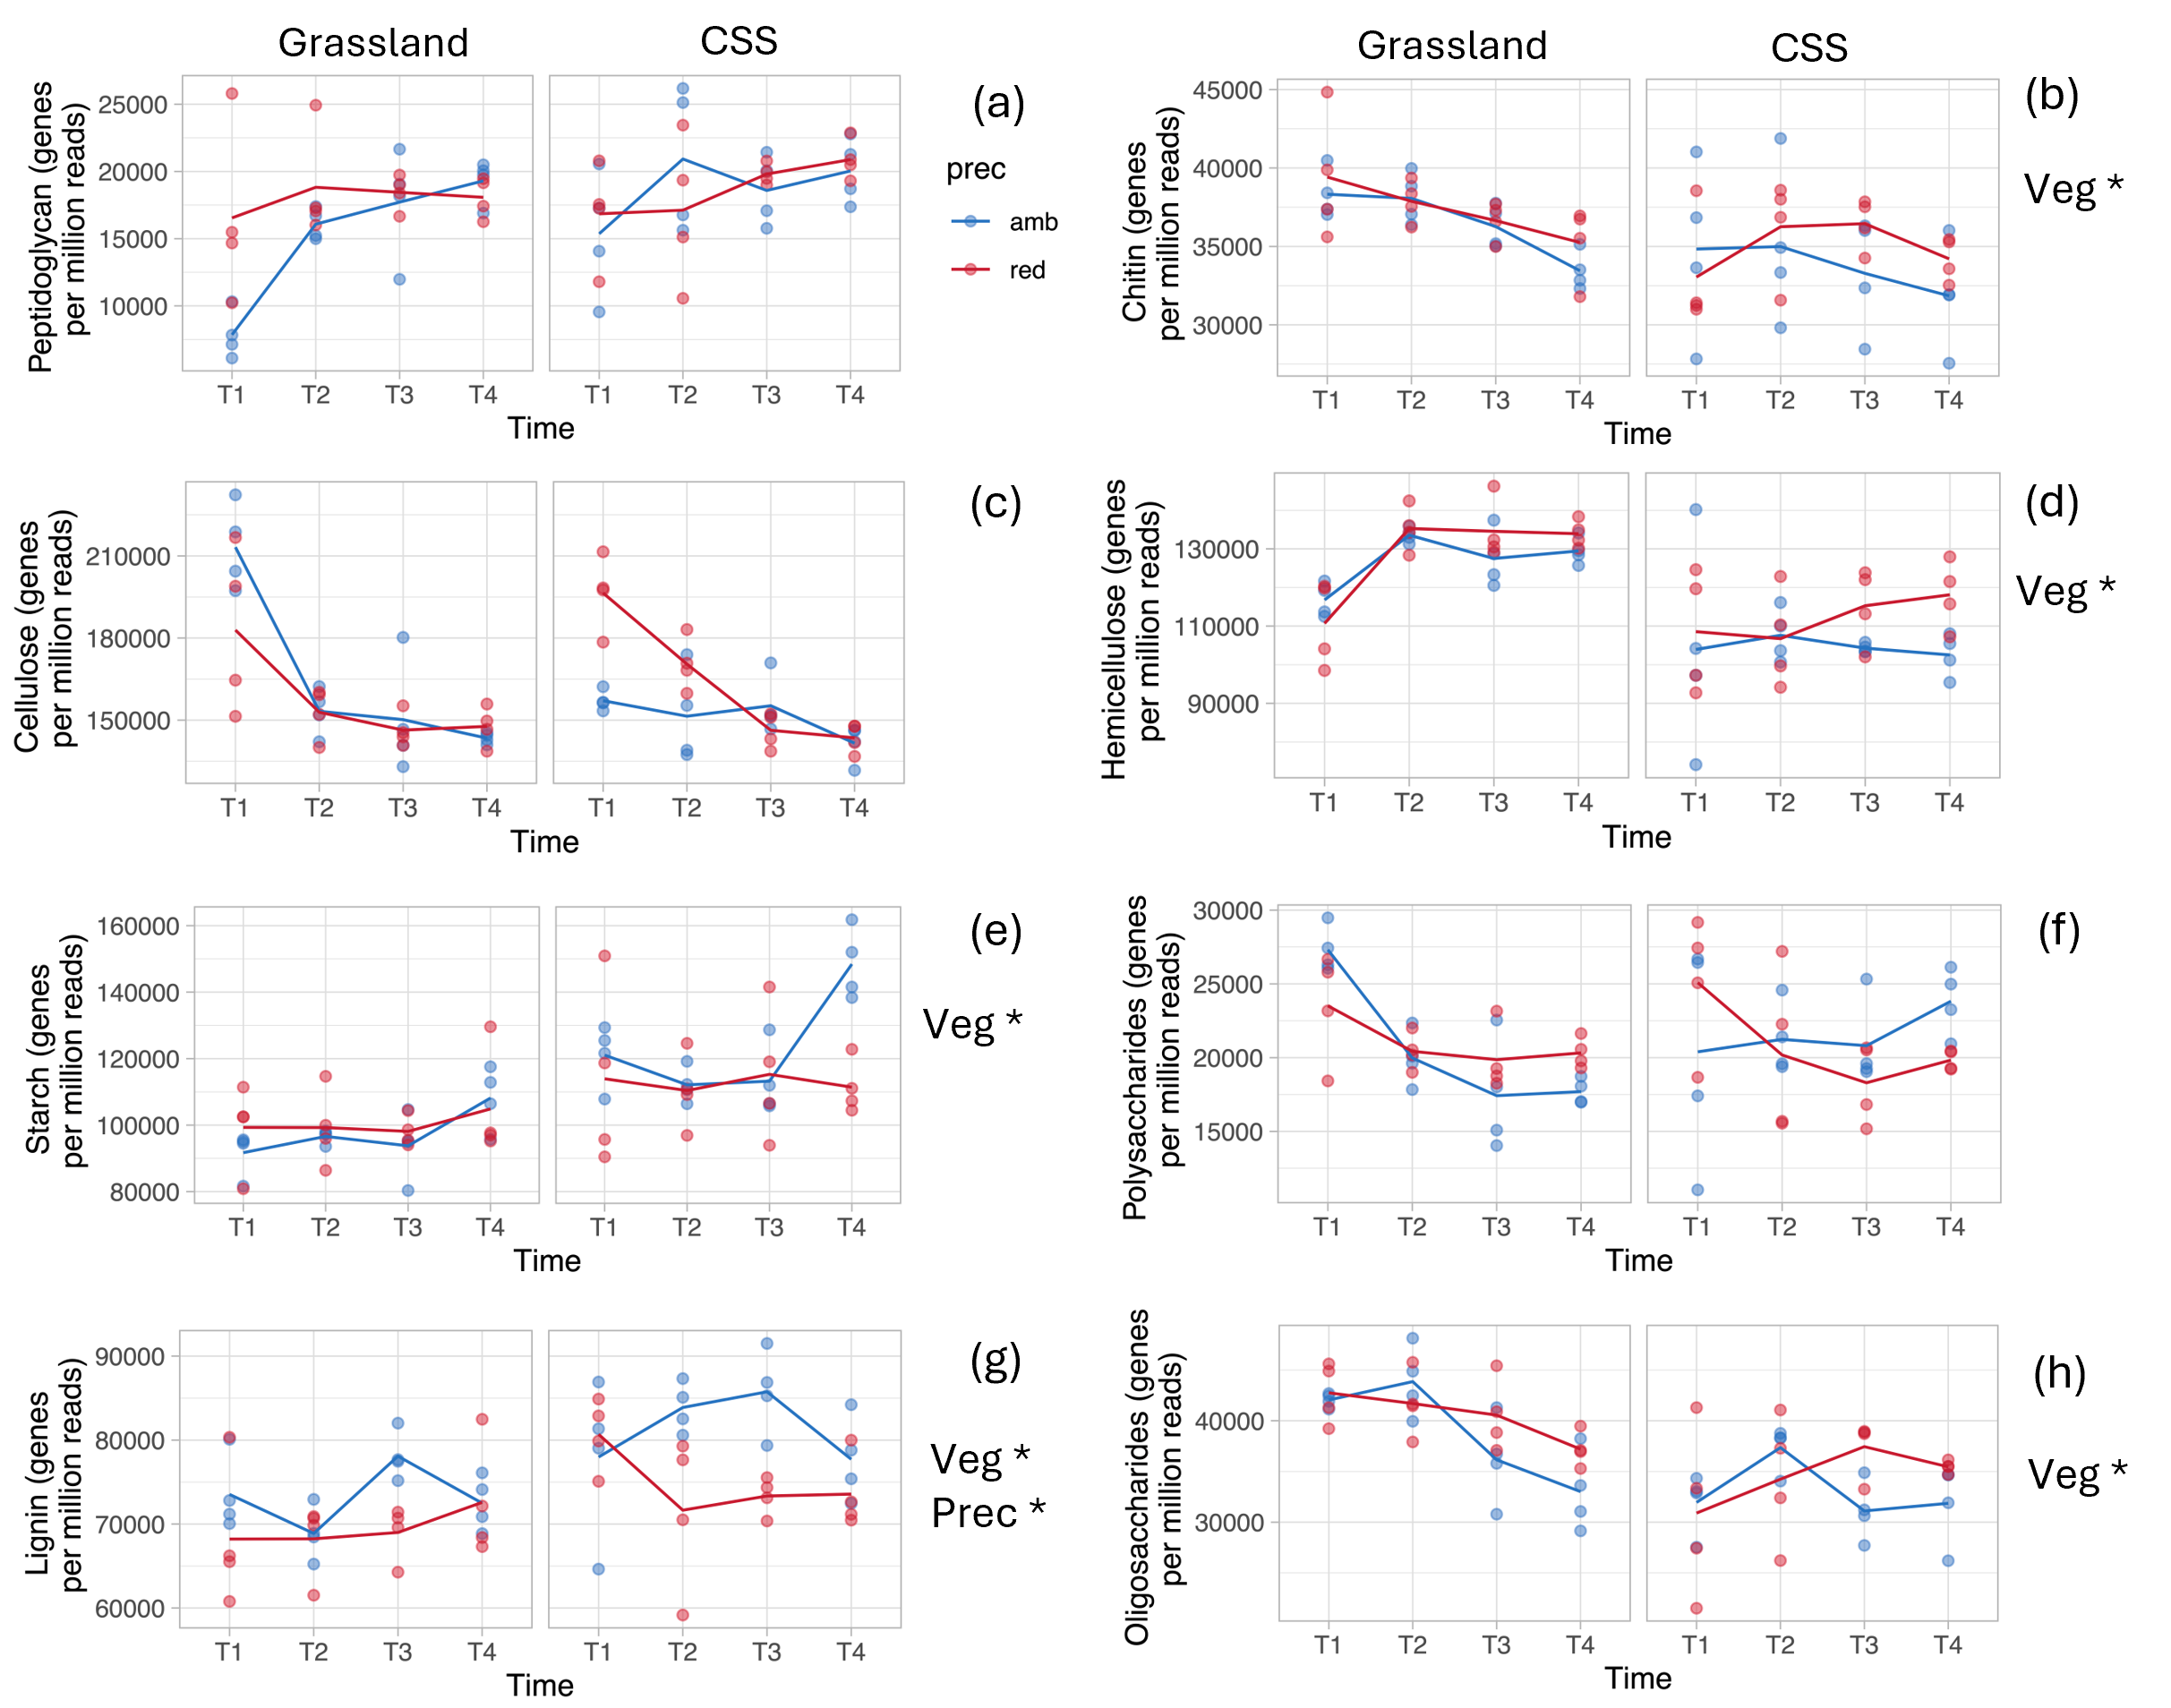 Grassland
CSS
Peptidoglycan (genes
per million reads)
25000
20000
15000
10000
T1 T2 T3 T4
T1 T2 T3 T4
Time
(a)
prec
amb
red
Grassland
CSS
Chitin (genes
per million reads)
45000
40000
35000
30000
T1 T2 T3 T4
T1 T2 T3 T4
Time
(b)
Veg *
Cellulose (genes
per million reads)
210000
180000
150000
T1 T2 T3 T4
T1 T2 T3 T4
Time
(c)
Hemicellulose (genes
per million reads)
130000
110000
90000
T1 T2 T3 T4
T1 T2 T3 T4
Time
(d)
Veg *
Starch (genes
per million reads)
160000
140000
120000
100000
80000
T1 T2 T3 T4
T1 T2 T3 T4
Time
(e)
Veg *
Polysaccharides (genes
per million reads)
30000
25000
20000
15000
T1 T2 T3 T4
T1 T2 T3 T4
Time
(f)
Lignin (genes
per million reads)
90000
80000
70000
60000
T1 T2 T3 T4
T1 T2 T3 T4
Time
(g)
Veg *
Prec *
Oligosaccharides (genes
per million reads)
40000
30000
T1 T2 T3 T4
T1 T2 T3 T4
Time
(h)
Veg *